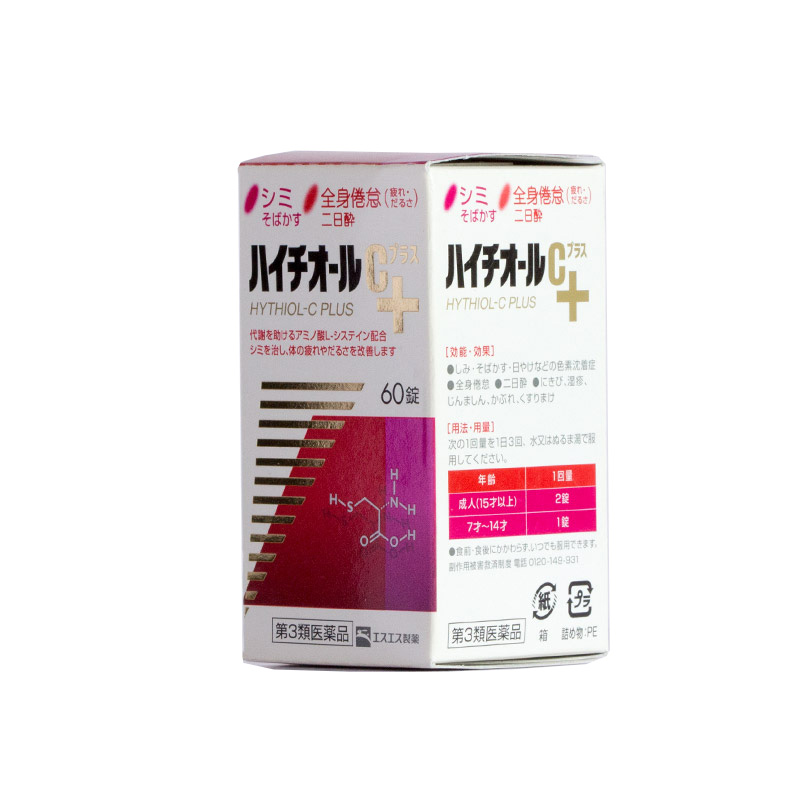 シミ
そばかす
全身倦怠(疲れ・だるさ)
二日酔
ハイチオールCプラス
HYTHIOL-C PLUS
代謝を助けるアミノ酸L-システイン配合
シミを治し、体の疲れやだるさを改善します
60錠
H
H-S
N-H
O
O-H
第3類医薬品
エスエス製薬
シミ
そばかす
全身倦怠(疲れ・だるさ)
二日酔
ハイチオールCプラス
HYTHIOL-C PLUS
[効能・効果]
●しみ・そばかす・日やけなどの色素沈着症
●全身倦怠 ●二日酔 ●にきび、湿疹、
じんましん、かぶれ、くすりまけ
[用法・用量]
次の1回量を1日3回、水又はぬるま湯で服
用してください。
年齢 1回量
成人(15才以上) 2錠
7才〜14才 1錠
●食前・食後にかかわらず、いつでも服用できます。
副作用被害救済制度 電話 0120-149-931
第3類医薬品
紙
箱
プラ
詰め物:PE